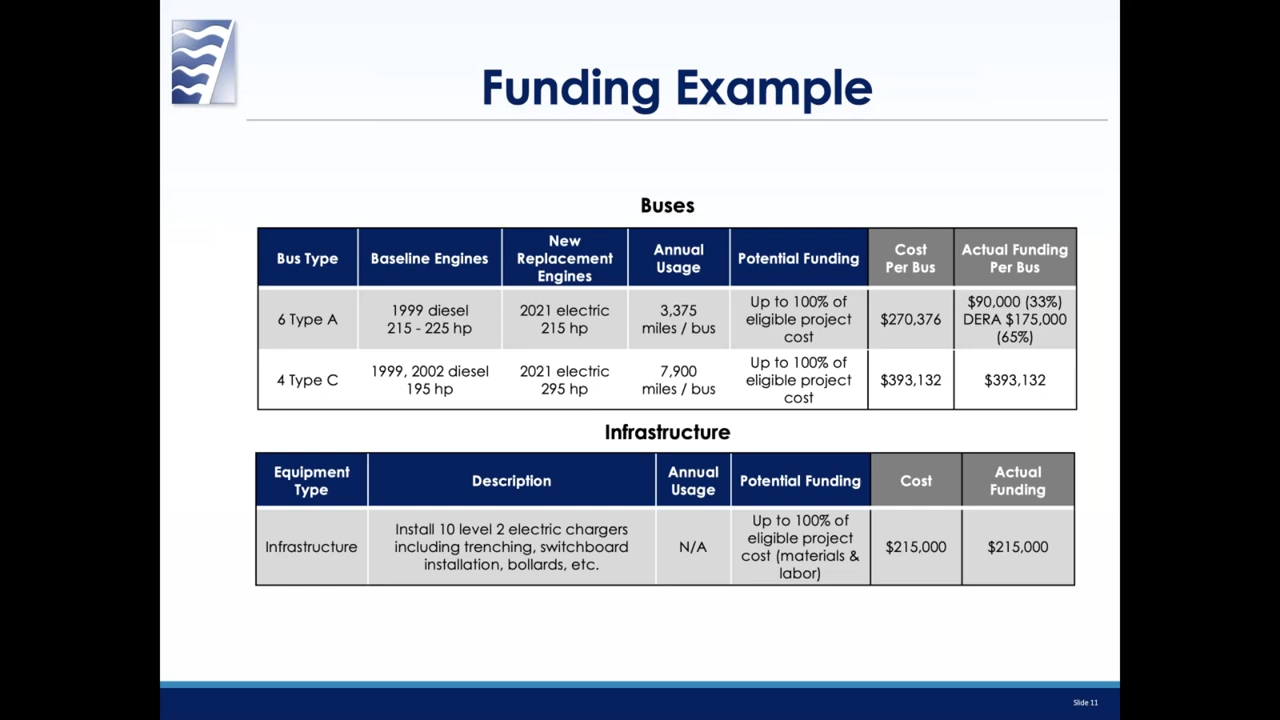 Funding Example
Buses
Bus Type
Baseline Engines
New
Replacement
Engines
Annual
Usage
Potential Funding
Cost
Per Bus
Actual Funding
Per Bus
6 Type A
1999 diesel
215 - 225 hp
2021 electric
215 hp
3,375
miles / bus
Up to 100% of
eligible project
cost
$270,376
$90,000 (33%)
DERA $175,000
(65%)
4 Type C
1999, 2002 diesel
195 hp
2021 electric
295 hp
7,900
miles / bus
Up to 100% of
eligible project
cost
$393,132
$393,132
Infrastructure
Equipment
Type
Description
Annual
Usage
Potential Funding
Cost
Actual
Funding
Infrastructure
Install 10 level 2 electric chargers
including trenching, switchboard
installation, bollards, etc.
N/A
Up to 100% of
eligible project
cost (materials &
labor)
$215,000
$215,000
Slide 11